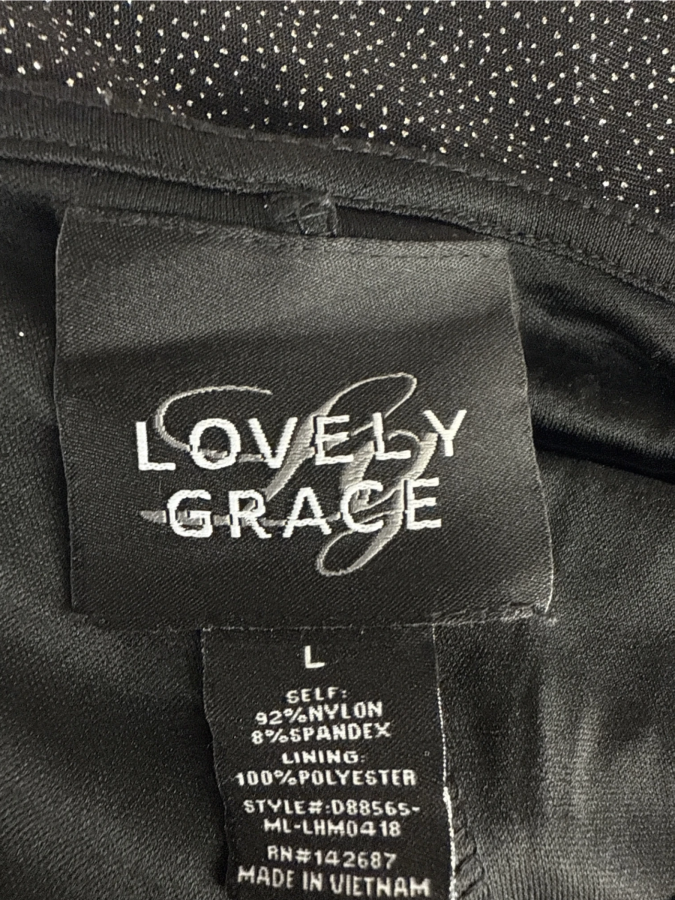 LOVELY
GRACE
L
SELF:
92%NYLON
8%SPANDEX
LINING:
100%POLYESTER
STYLE#:D88565-
ML-LHM0418
RN#142687
MADE IN VIETNAM